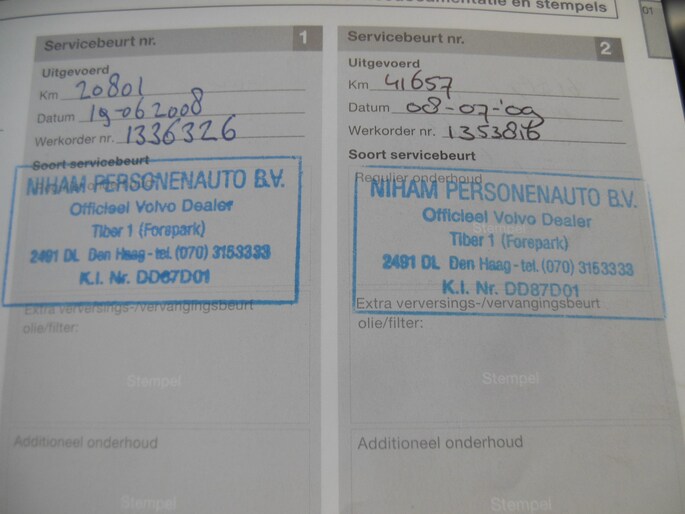 en stempels
01
Servicebeurt nr. 1
Uitgevoerd
Km 20801
Datum 19-06 2008
Werkorder nr. 1336326
Soort servicebeurt
NIHAM PERSONENAUTO B.V.
Officieel Volvo Dealer
Tiber 1 (Forepark)
2491 DL Den Haag - tel. (070) 3153333
K.I. Nr. DD87D01
Extra verversings-/vervangingsbeurt
olie/filter:
Stempel
Additioneel onderhoud
Stempel
Servicebeurt nr. 2
Uitgevoerd
Km 41657
Datum 08-07-'09
Werkorder nr. 1353816
Soort servicebeurt
Regulier onderhoud
NIHAM PERSONENAUTO B.V.
Officieel Volvo Dealer
Stempel
Tiber 1 (Forepark)
2491 DL Den Haag - tel. (070) 3153333
K.I. Nr. DD87D01
Extra verversings-/vervangingsbeurt
olie/filter:
Stempel
Additioneel onderhoud
Stempel